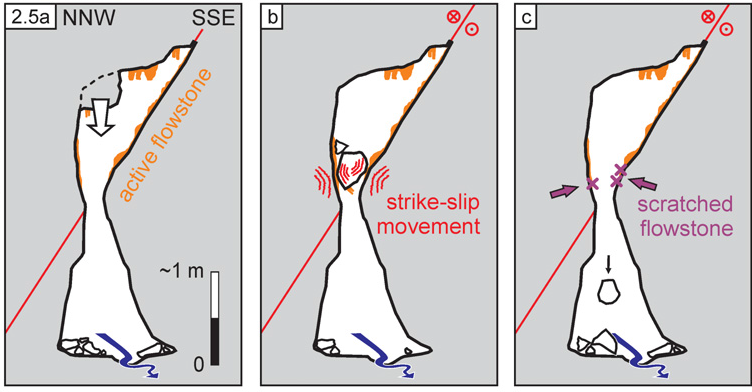 2.5a NNW SSE
active flowstone
~1 m
0
b
strike-slip
movement
c
scratched
flowstone